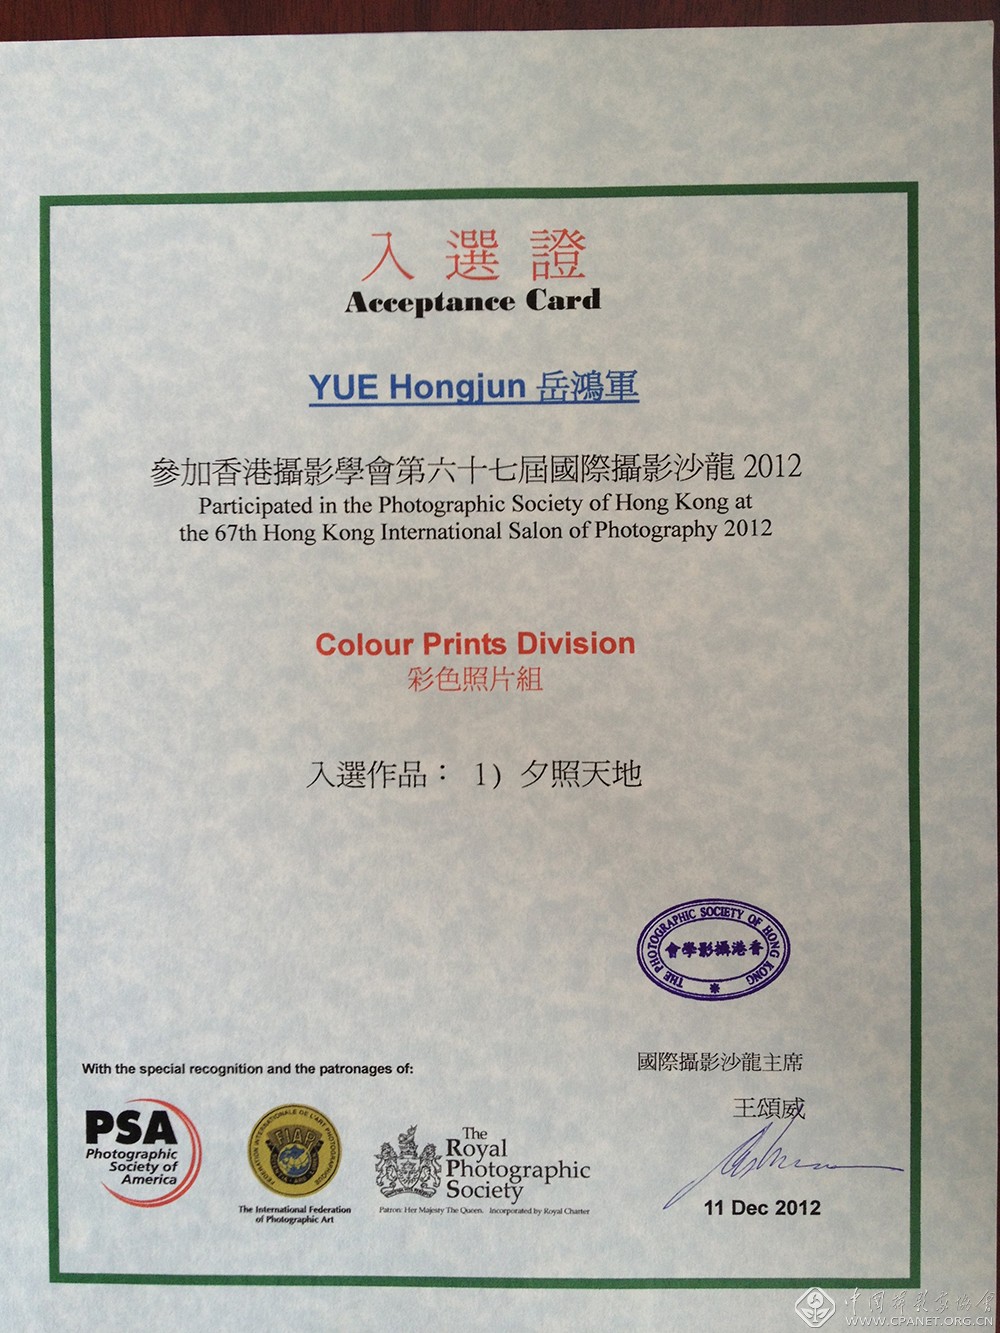 入選證
Acceptance Card
YUE Hongjun 岳鴻軍
參加香港攝影學會第六十七屆國際攝影沙龍 2012
Participated in the Photographic Society of Hong Kong at
the 67th Hong Kong International Salon of Photography 2012
Colour Prints Division
彩色照片組
入選作品： 1) 夕照天地
THE PHOTOGRAPHIC SOCIETY OF HONG KONG
會學影攝港香
With the special recognition and the patronages of:
國際攝影沙龍主席
王頌威
11 Dec 2012
PSA
Photographic
Society of
America
FEDERATION INTERNATIONALE DE L'ART PHOTOGRAPHIQUE
FIAP
The International Federation
of Photographic Art
The
Royal
Photographic
Society
Patron: Her Majesty The Queen. Incorporated by Royal Charter
WWW.CPANET.ORG.CN